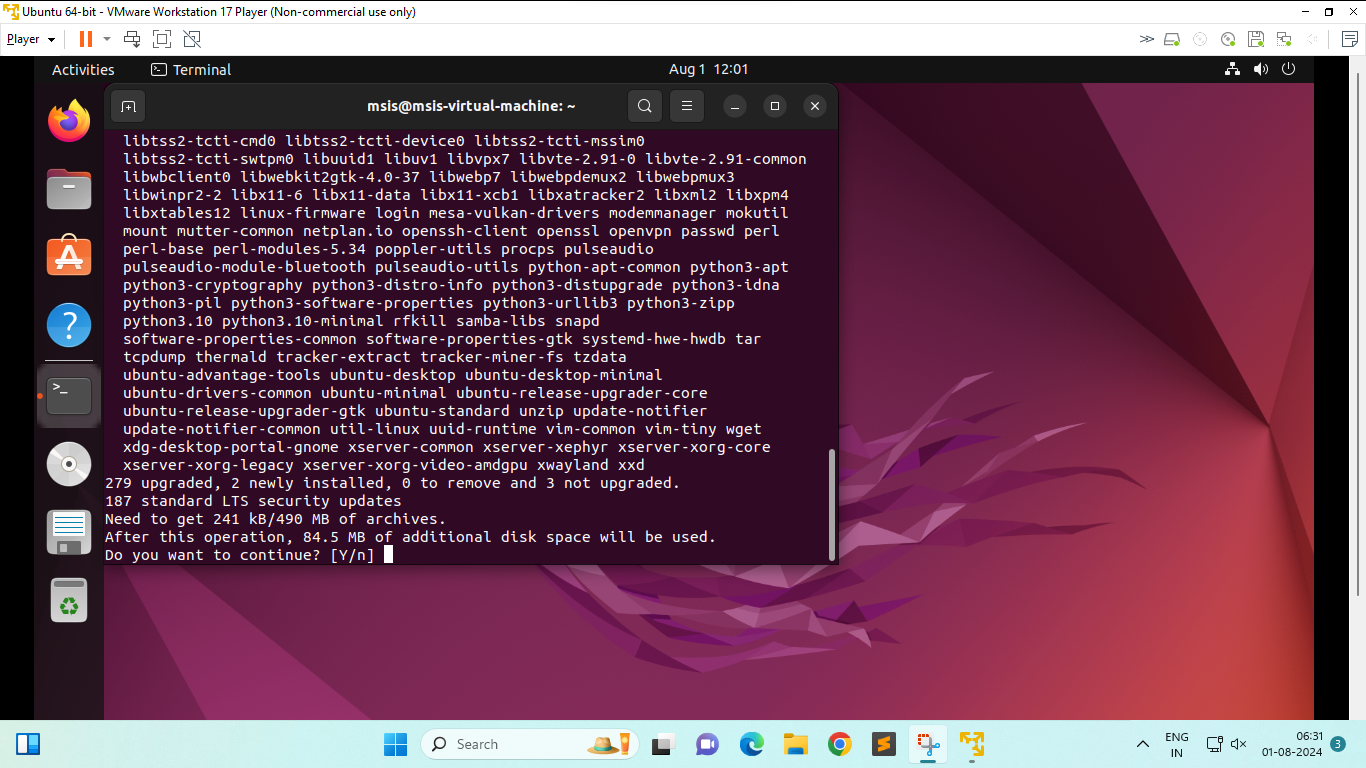 Ubuntu 64-bit - VMware Workstation 17 Player (Non-commercial use only)
Player
Activities
Terminal
Aug 1 12:01
msis@msis-virtual-machine: ~
libtss2-tcti-cmd0 libtss2-tcti-device0 libtss2-tcti-mssim0
libtss2-tcti-swtpm0 libuuid1 libuv1 libvpx7 libvte-2.91-0 libvte-2.91-common
libwbclient0 libwebkit2gtk-4.0-37 libwebp7 libwebpdemux2 libwebpmux3
libwinpr2-2 libx11-6 libx11-data libx11-xcb1 libxatracker2 libxml2 libxpm4
libxtables12 linux-firmware login mesa-vulkan-drivers modemmanager mokutil
mount mutter-common netplan.io openssh-client openssl openvpn passwd perl
perl-base perl-modules-5.34 poppler-utils procps pulseaudio
pulseaudio-module-bluetooth pulseaudio-utils python-apt-common python3-apt
python3-cryptography python3-distro-info python3-distupgrade python3-idna
python3-pil python3-software-properties python3-urllib3 python3-zipp
python3.10 python3.10-minimal rfkill samba-libs snapd
software-properties-common software-properties-gtk systemd-hwe-hwdb tar
tcpdump thermald tracker-extract tracker-miner-fs tzdata
ubuntu-advantage-tools ubuntu-desktop ubuntu-desktop-minimal
ubuntu-drivers-common ubuntu-minimal ubuntu-release-upgrader-core
ubuntu-release-upgrader-gtk ubuntu-standard unzip update-notifier
update-notifier-common util-linux uuid-runtime vim-common vim-tiny wget
xdg-desktop-portal-gnome xserver-common xserver-xephyr xserver-xorg-core
xserver-xorg-legacy xserver-xorg-video-amdgpu xwayland xxd
279 upgraded, 2 newly installed, 0 to remove and 3 not upgraded.
187 standard LTS security updates
Need to get 241 kB/490 MB of archives.
After this operation, 84.5 MB of additional disk space will be used.
Do you want to continue? [Y/n]
Search
ENG
IN
06:31
01-08-2024
3